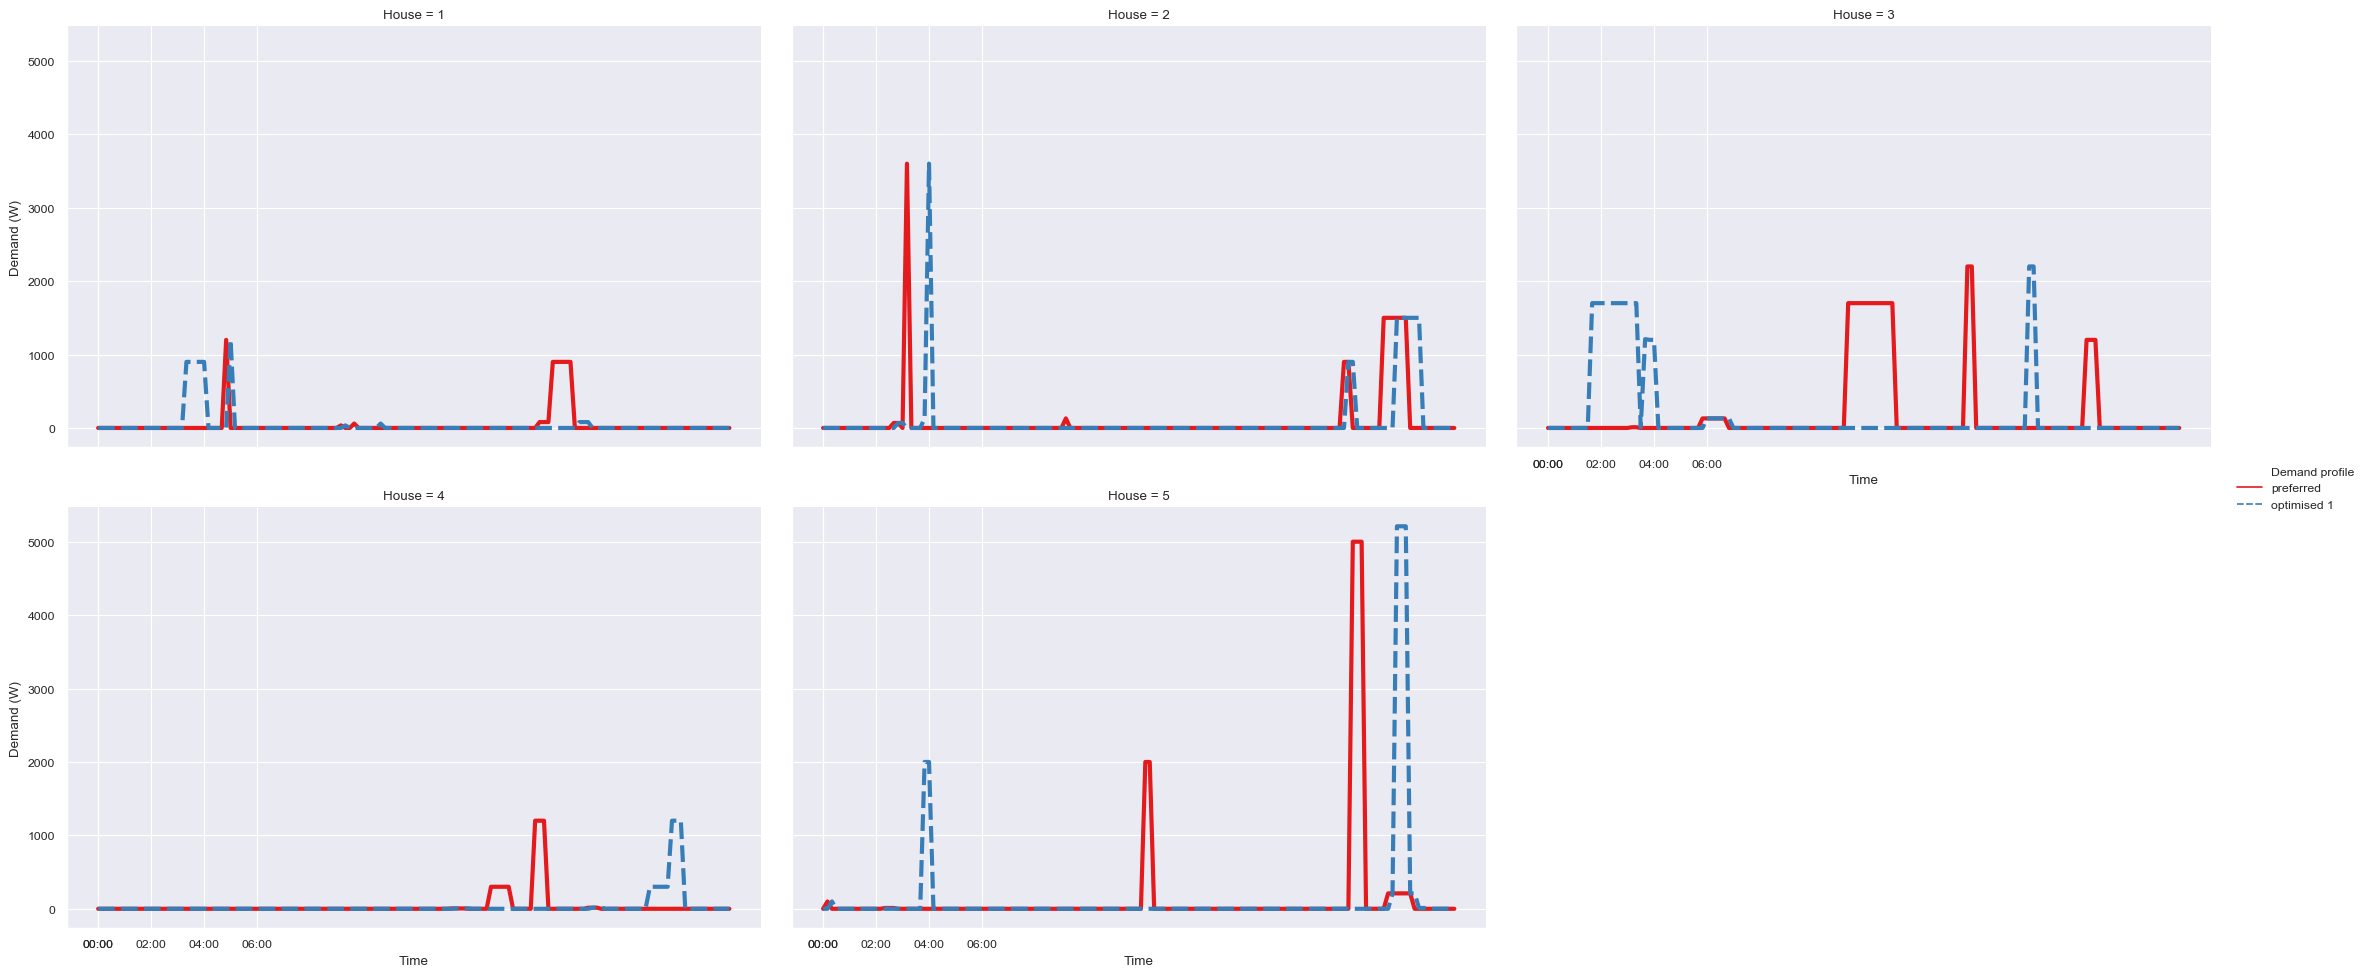 House = 1
House = 2
House = 3
5000
4000
3000
2000
1000
0
Demand (W)
00:00 02:00 04:00 06:00
Time
Demand profile
preferred
optimised 1
House = 4
House = 5
5000
4000
3000
2000
1000
0
Demand (W)
00:00 02:00 04:00 06:00
Time
00:00 02:00 04:00 06:00
Time